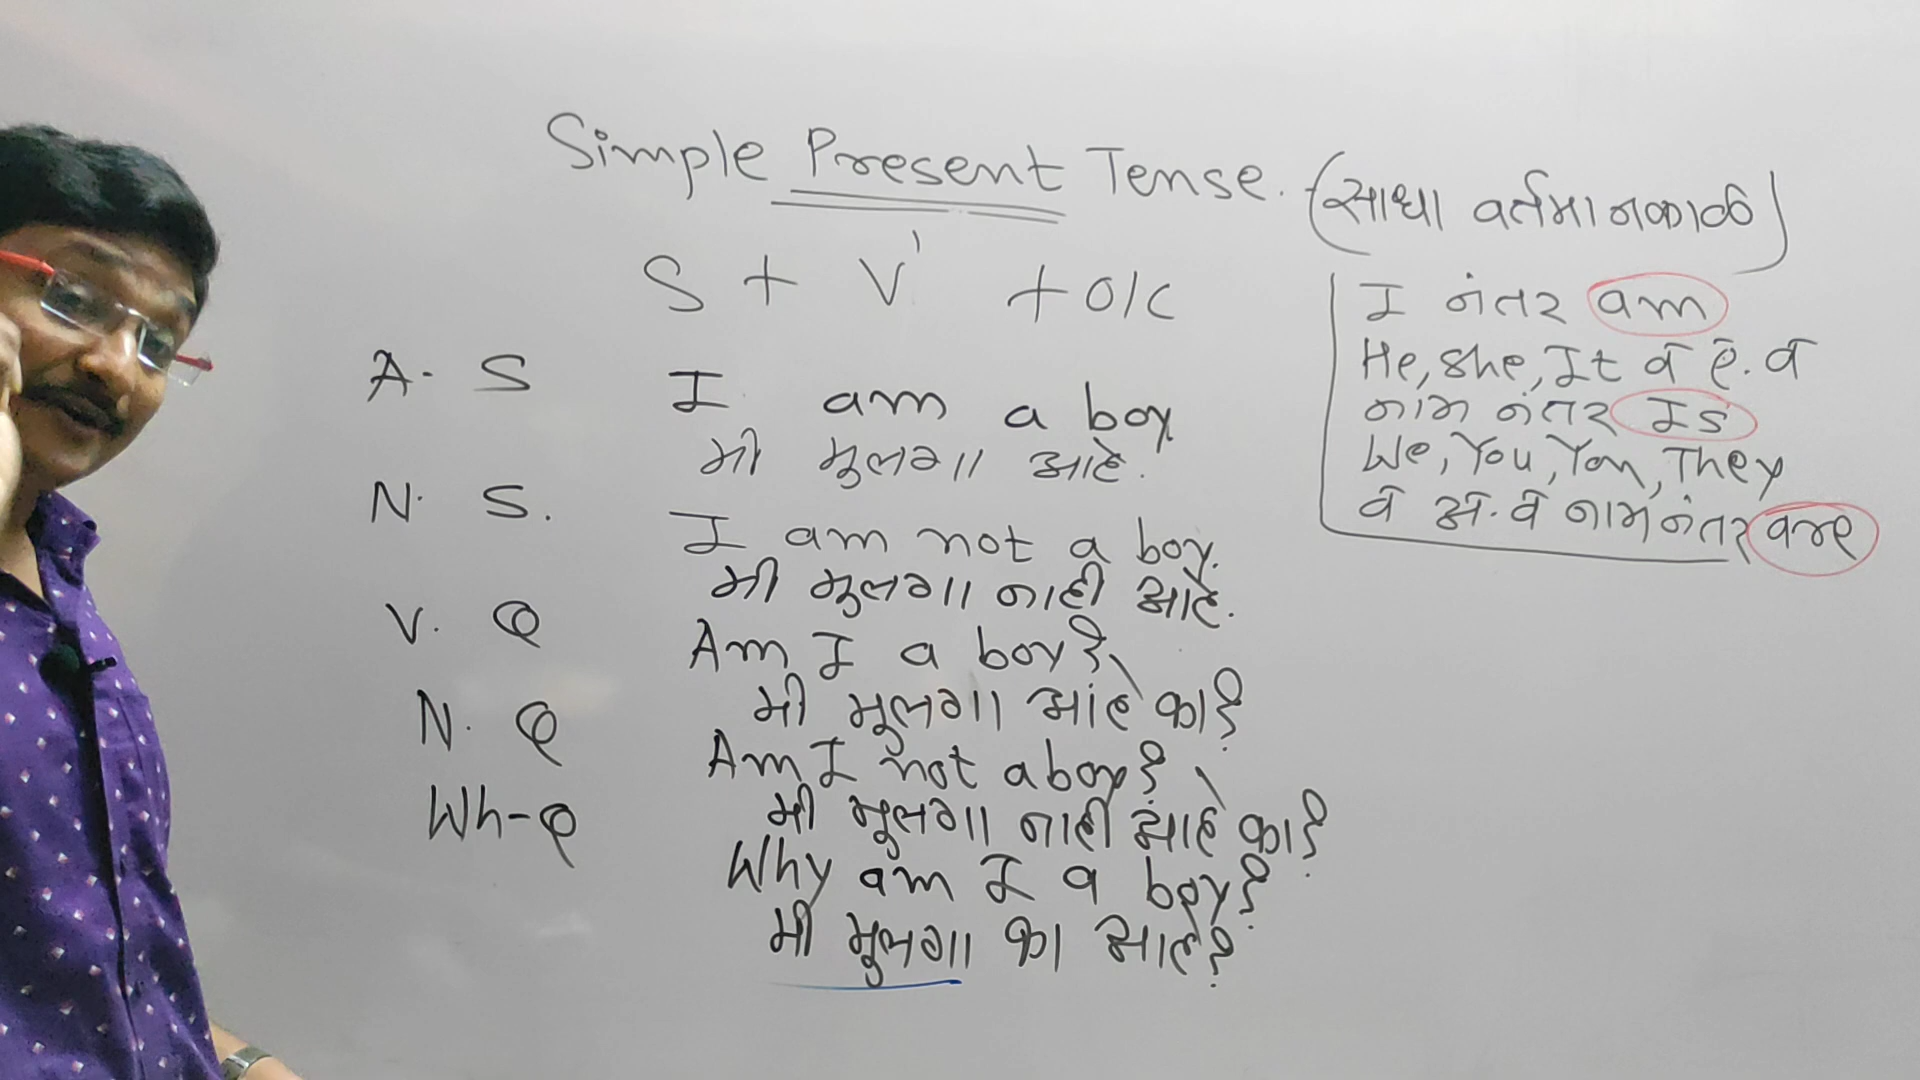 Simple Present Tense. (साधा वर्तमानकाळ)
S + V¹ + O/C
A. S I am a boy.
मी मुलगा आहे.
N. S. I am not a boy.
मी मुलगा नाही आहे.
V. Q Am I a boy?
मी मुलगा आहे का?
N. Q Am I not a boy?
मी मुलगा नाही आहे का?
Wh-Q Why am I a boy?
मी मुलगा का आहे?
I नंतर am
He, She, It व ए. व
नाम नंतर Is
We, You, You, They
व अ. व नाम नंतर are